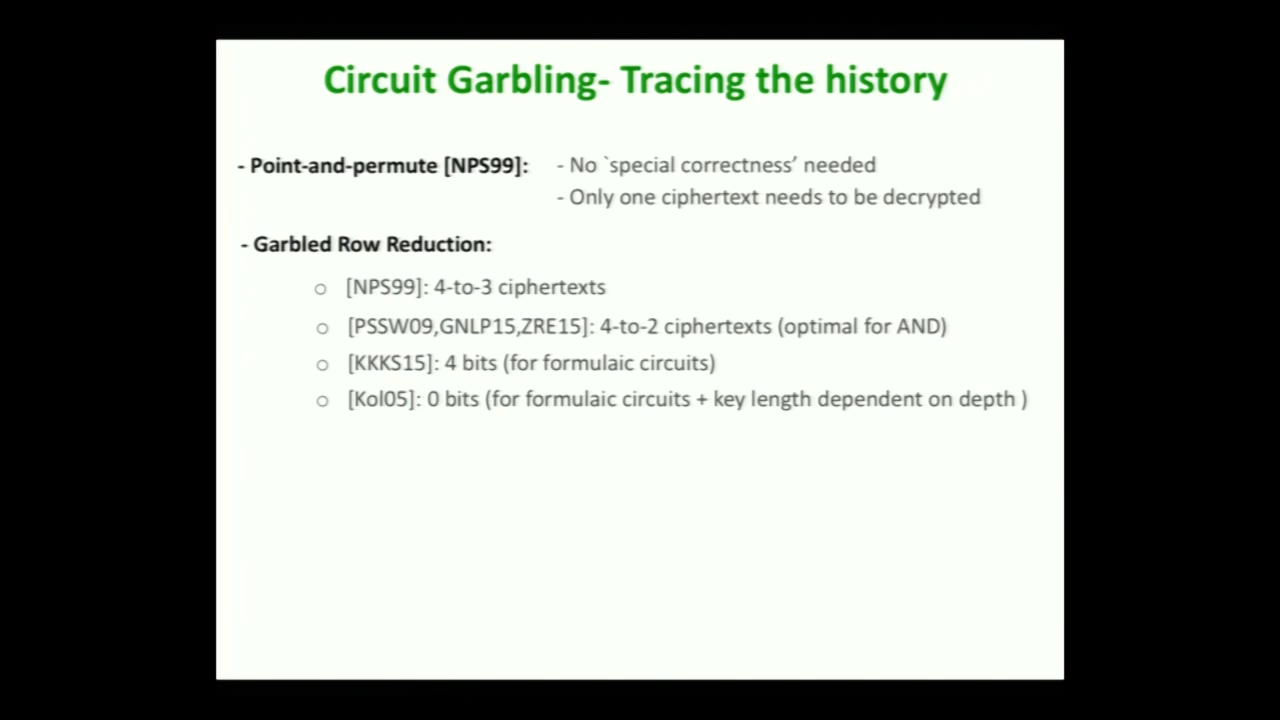 Circuit Garbling- Tracing the history
- Point-and-permute [NPS99]: - No `special correctness’ needed
- Only one ciphertext needs to be decrypted
- Garbled Row Reduction:
o [NPS99]: 4-to-3 ciphertexts
o [PSSW09,GNLP15,ZRE15]: 4-to-2 ciphertexts (optimal for AND)
o [KKKS15]: 4 bits (for formulaic circuits)
o [Kol05]: 0 bits (for formulaic circuits + key length dependent on depth )